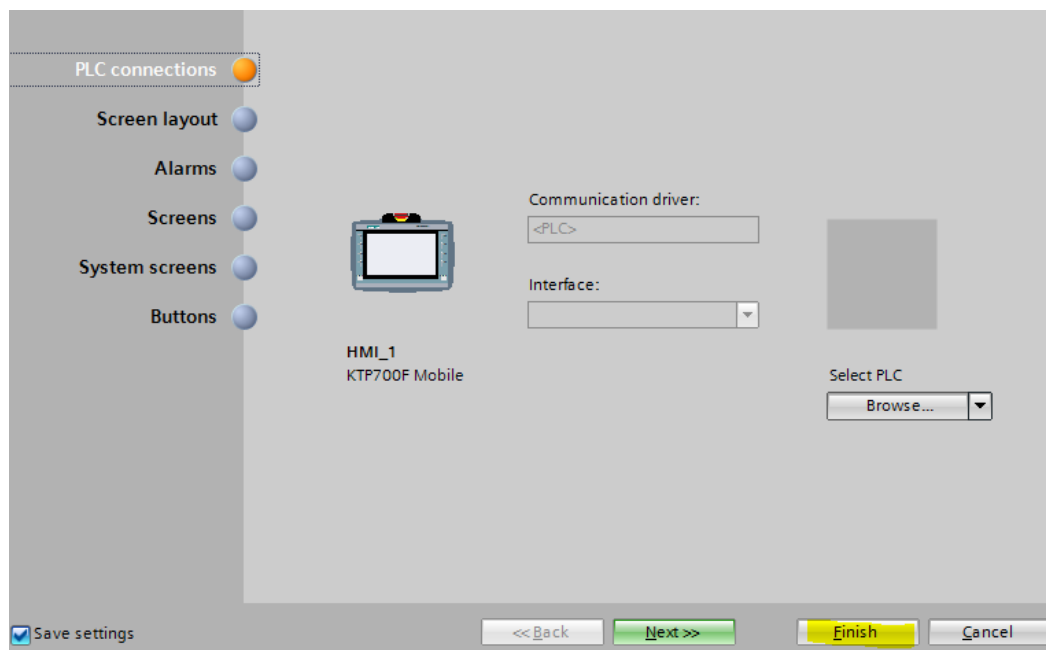 PLC connections
Screen layout
Alarms
Screens
System screens
Buttons
Communication driver:
<PLC>
Interface:
HMI_1
KTP700F Mobile
Select PLC
Browse...
Save settings
<< Back
Next >>
Finish
Cancel